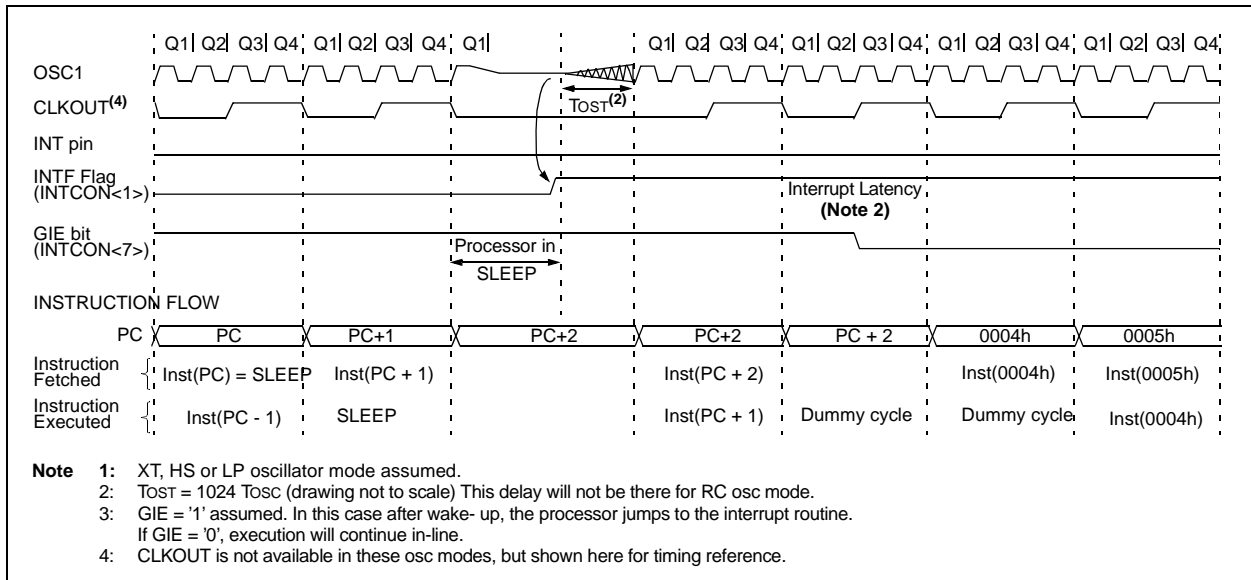 Q1 Q2 Q3 Q4 Q1 Q2 Q3 Q4 Q1 Q1 Q2 Q3 Q4 Q1 Q2 Q3 Q4 Q1 Q2 Q3 Q4 Q1 Q2 Q3 Q4
OSC1
CLKOUT(4)
TOST(2)
INT pin
INTF Flag
(INTCON<1>)
Interrupt Latency
(Note 2)
GIE bit
(INTCON<7>)
Processor in
SLEEP
INSTRUCTION FLOW
PC PC PC+1 PC+2 PC+2 PC + 2 0004h 0005h
Instruction
Fetched
Inst(PC) = SLEEP Inst(PC + 1) Inst(PC + 2) Inst(0004h) Inst(0005h)
Instruction
Executed
Inst(PC - 1) SLEEP Inst(PC + 1) Dummy cycle Dummy cycle Inst(0004h)
Note 1: XT, HS or LP oscillator mode assumed.
2: TOST = 1024 TOSC (drawing not to scale) This delay will not be there for RC osc mode.
3: GIE = '1' assumed. In this case after wake- up, the processor jumps to the interrupt routine.
If GIE = '0', execution will continue in-line.
4: CLKOUT is not available in these osc modes, but shown here for timing reference.